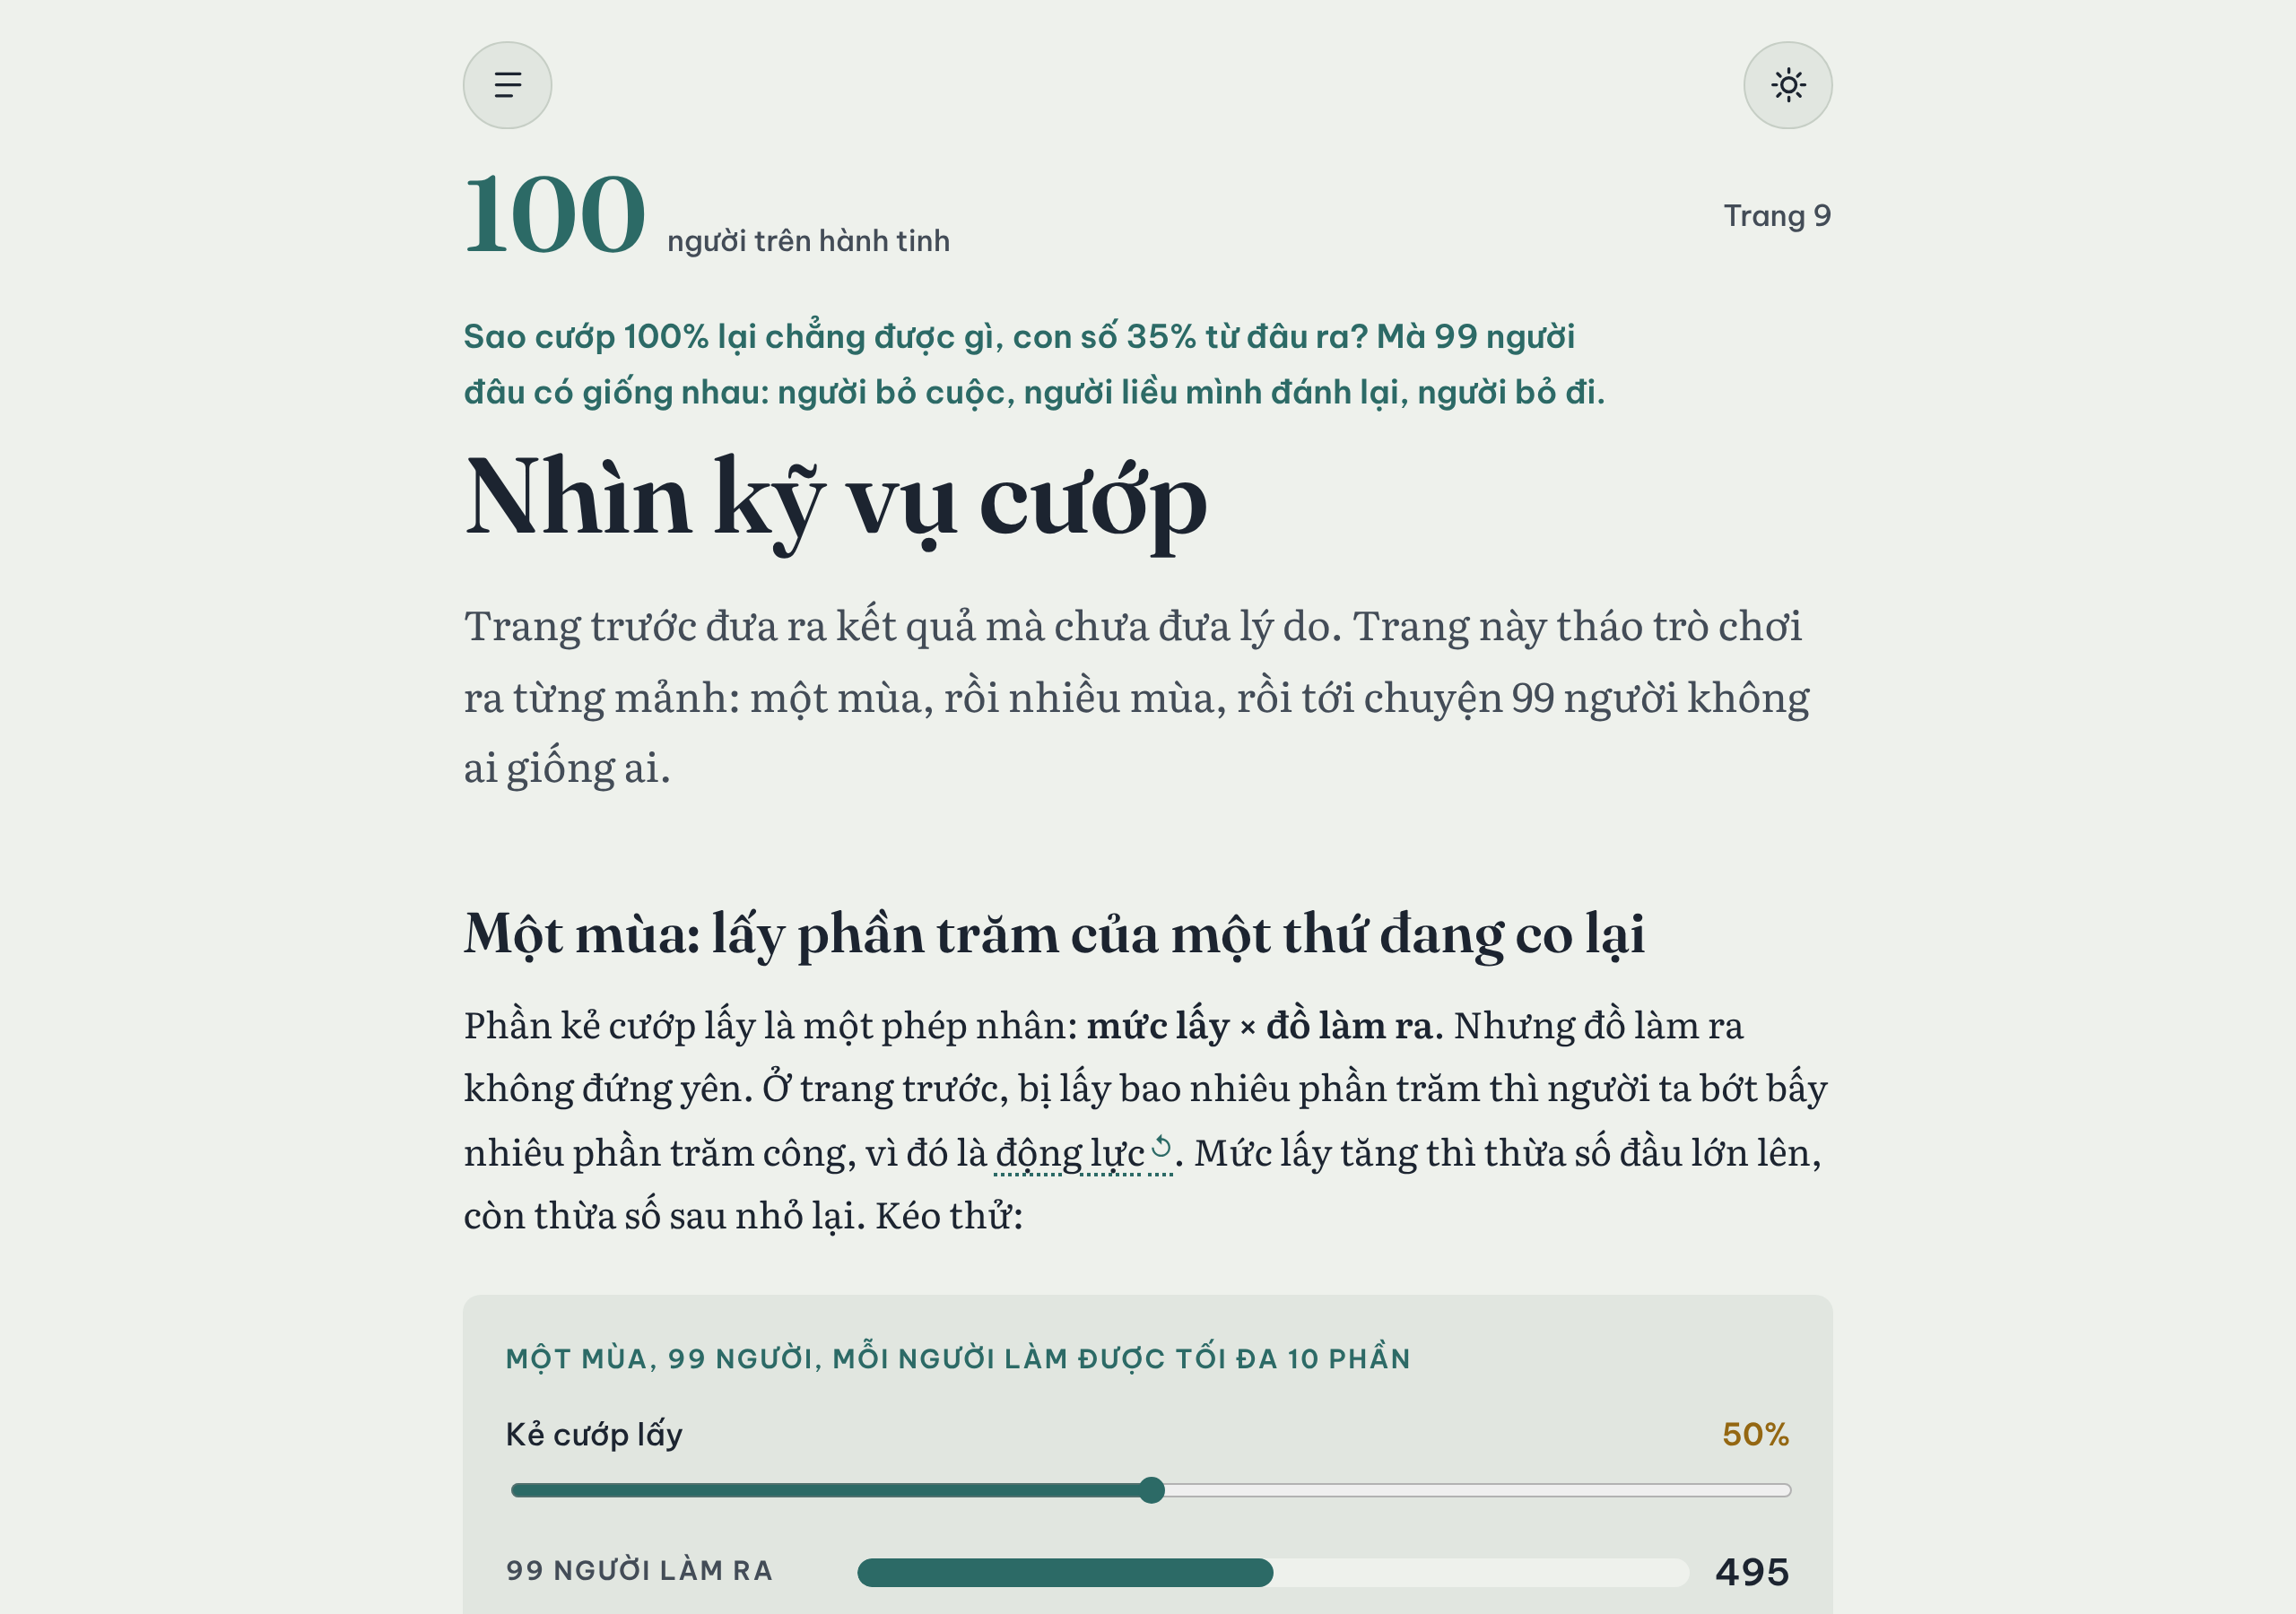 100 người trên hành tinh
Trang 9
Sao cướp 100% lại chẳng được gì, con số 35% từ đâu ra? Mà 99 người
đâu có giống nhau: người bỏ cuộc, người liều mình đánh lại, người bỏ đi.
Nhìn kỹ vụ cướp
Trang trước đưa ra kết quả mà chưa đưa lý do. Trang này tháo trò chơi
ra từng mảnh: một mùa, rồi nhiều mùa, rồi tới chuyện 99 người không
ai giống ai.
Một mùa: lấy phần trăm của một thứ đang co lại
Phần kẻ cướp lấy là một phép nhân: mức lấy × đồ làm ra. Nhưng đồ làm ra
không đứng yên. Ở trang trước, bị lấy bao nhiêu phần trăm thì người ta bớt bấy
nhiêu phần trăm công, vì đó là động lực. Mức lấy tăng thì thừa số đầu lớn lên,
còn thừa số sau nhỏ lại. Kéo thử:
MỘT MÙA, 99 NGƯỜI, MỖI NGƯỜI LÀM ĐƯỢC TỐI ĐA 10 PHẦN
Kẻ cướp lấy 50%
99 NGƯỜI LÀM RA 495